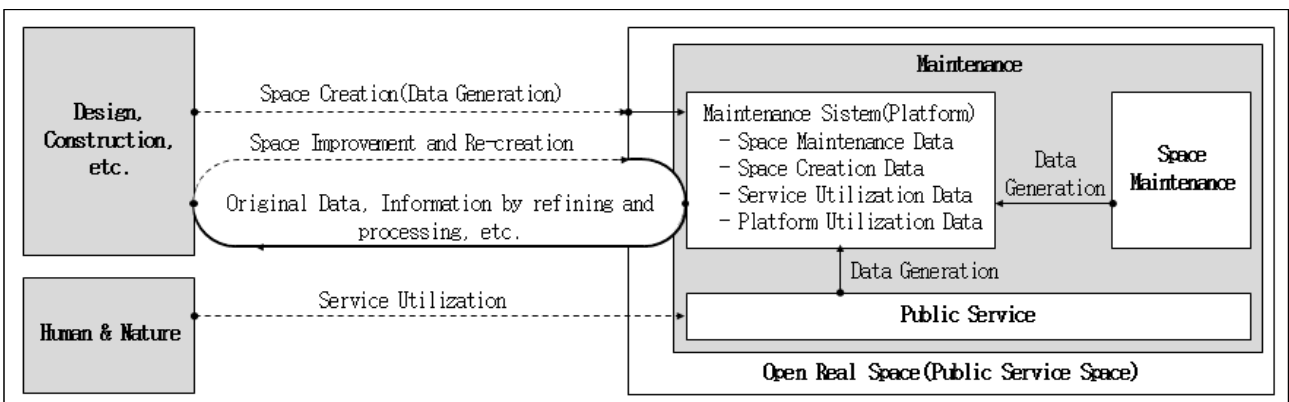 Design,
Construction,
etc.
Space Creation(Data Generation)
Space Improvement and Re-creation
Original Data, Information by refining and
processing, etc.
Human & Nature
Service Utilization
Maintenance
Maintenance Sistem(Platform)
- Space Maintenance Data
- Space Creation Data
- Service Utilization Data
- Platform Utilization Data
Data
Generation
Space
Maintenance
Data Generation
Public Service
Open Real Space(Public Service Space)